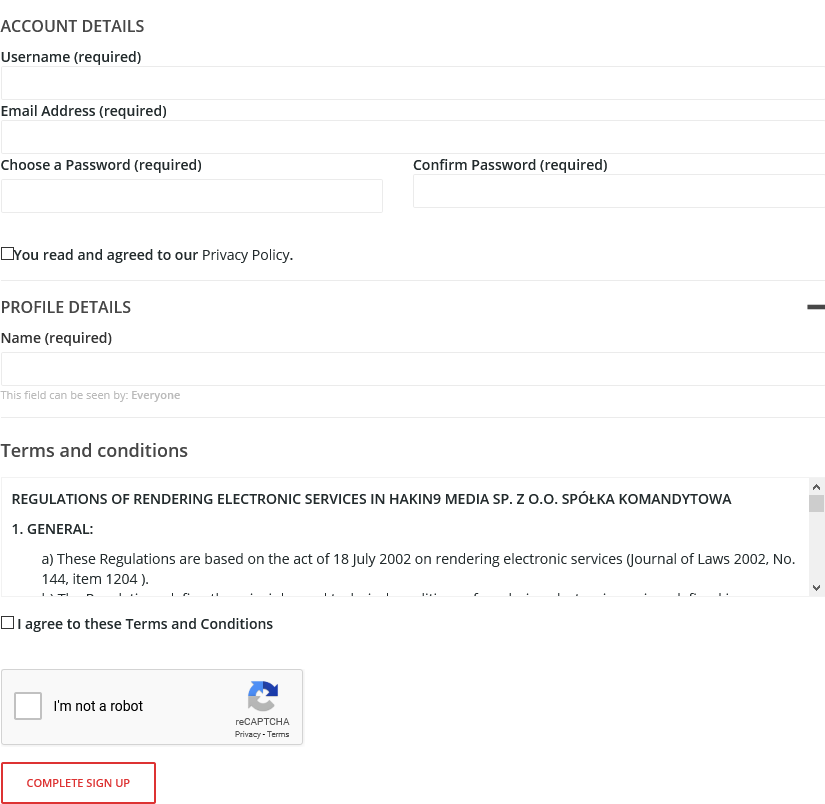 ACCOUNT DETAILS
Username (required)
Email Address (required)
Choose a Password (required)
Confirm Password (required)
You read and agreed to our Privacy Policy.
PROFILE DETAILS
Name (required)
This field can be seen by: Everyone
Terms and conditions
REGULATIONS OF RENDERING ELECTRONIC SERVICES IN HAKIN9 MEDIA SP. Z O.O. SPÓŁKA KOMANDYTOWA
1. GENERAL:
a) These Regulations are based on the act of 18 July 2002 on rendering electronic services (Journal of Laws 2002, No.
144, item 1204 ).
I agree to these Terms and Conditions
I'm not a robot
reCAPTCHA
Privacy - Terms
COMPLETE SIGN UP